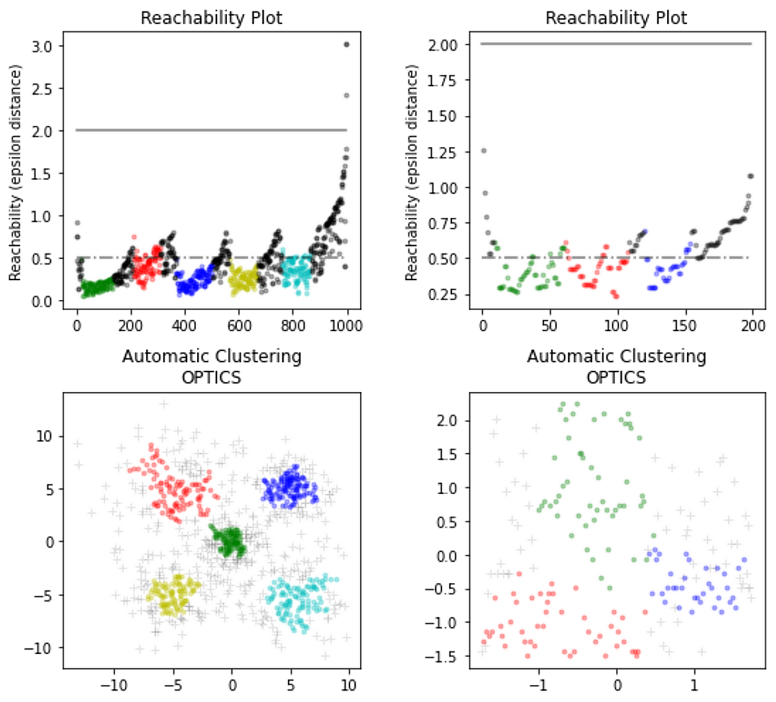 Reachability Plot
Reachability (epsilon distance)
3.0
2.5
2.0
1.5
1.0
0.5
0.0
0 200 400 600 800 1000
Reachability Plot
Reachability (epsilon distance)
2.00
1.75
1.50
1.25
1.00
0.75
0.50
0.25
0 50 100 150 200
Automatic Clustering
OPTICS
10
5
0
−5
−10
−10 −5 0 5 10
Automatic Clustering
OPTICS
2.0
1.5
1.0
0.5
0.0
−0.5
−1.0
−1.5
−1 0 1